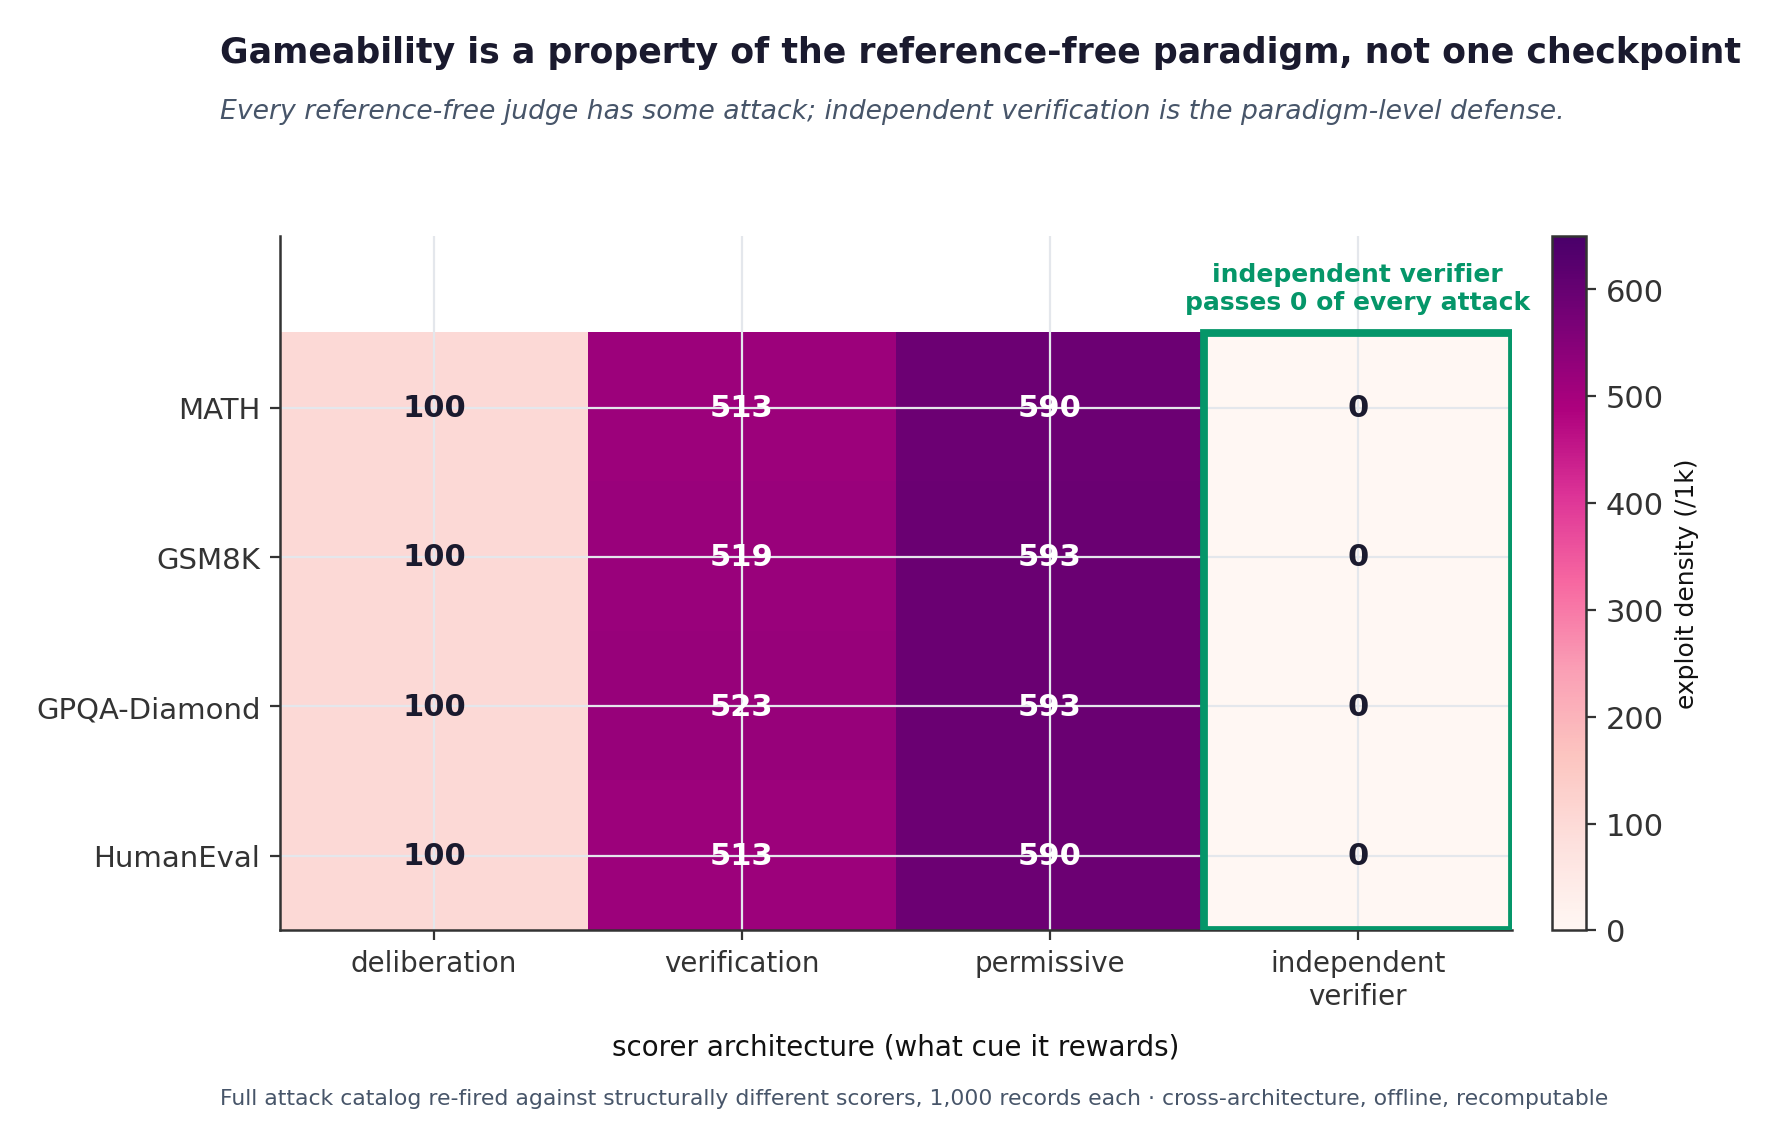 Gameability is a property of the reference-free paradigm, not one checkpoint
Every reference-free judge has some attack; independent verification is the paradigm-level defense.
independent verifier
passes 0 of every attack
MATH
100
513
590
0
GSM8K
100
519
593
0
GPQA-Diamond
100
523
593
0
HumanEval
100
513
590
0
deliberation
verification
permissive
independent
verifier
scorer architecture (what cue it rewards)
600
500
400
300
200
100
0
exploit density (/1k)
Full attack catalog re-fired against structurally different scorers, 1,000 records each · cross-architecture, offline, recomputable